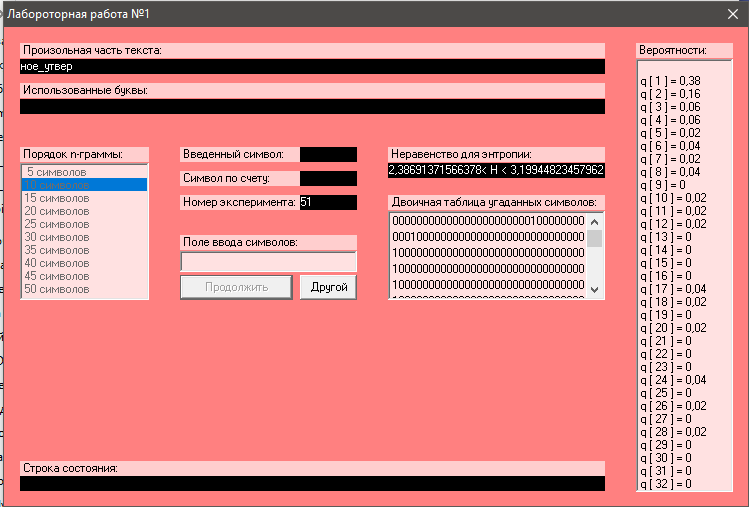 Лабороторная работа №1
Произольная часть текста:
ное_утвер
Использованные буквы:
Порядок n-граммы:
5 символов
10 символов
15 символов
20 символов
25 символов
30 символов
35 символов
40 символов
45 символов
50 символов
Введенный символ:
Символ по счету:
Номер эксперимента: 51
Поле ввода символов:
Продолжить
Другой
Неравенство для энтропии:
2,38691371566378< H < 3,19944823457962
Двоичная таблица угаданных символов:
00000000000000000000000100000000
00010000000000000000000000000000
10000000000000000000000000000000
10000000000000000000000000000000
10000000000000000000000000000000
Строка состояния:
Вероятности:
q [ 1 ] = 0,38
q [ 2 ] = 0,16
q [ 3 ] = 0,06
q [ 4 ] = 0,06
q [ 5 ] = 0,02
q [ 6 ] = 0,04
q [ 7 ] = 0,02
q [ 8 ] = 0,04
q [ 9 ] = 0
q [ 10 ] = 0,02
q [ 11 ] = 0,02
q [ 12 ] = 0,02
q [ 13 ] = 0
q [ 14 ] = 0
q [ 15 ] = 0
q [ 16 ] = 0
q [ 17 ] = 0,04
q [ 18 ] = 0,02
q [ 19 ] = 0
q [ 20 ] = 0,02
q [ 21 ] = 0
q [ 22 ] = 0
q [ 23 ] = 0
q [ 24 ] = 0,04
q [ 25 ] = 0
q [ 26 ] = 0,02
q [ 27 ] = 0
q [ 28 ] = 0,02
q [ 29 ] = 0
q [ 30 ] = 0
q [ 31 ] = 0
q [ 32 ] = 0